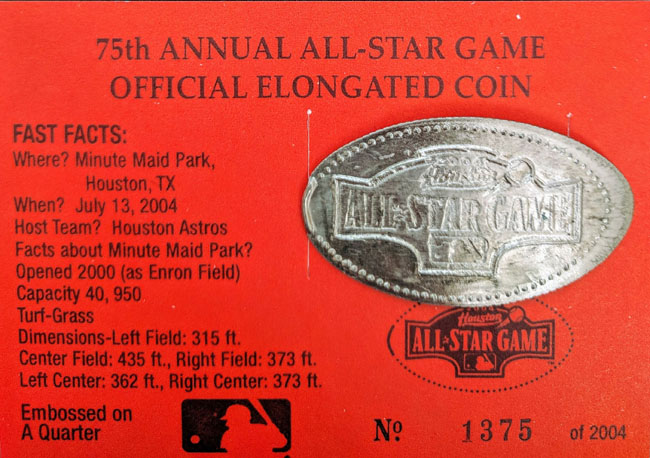 75th ANNUAL ALL-STAR GAME
OFFICIAL ELONGATED COIN
FAST FACTS:
Where? Minute Maid Park,
Houston, TX
When? July 13, 2004
Host Team? Houston Astros
Facts about Minute Maid Park?
Opened 2000 (as Enron Field)
Capacity 40, 950
Turf-Grass
Dimensions-Left Field: 315 ft.
Center Field: 435 ft., Right Field: 373 ft.
Left Center: 362 ft., Right Center: 373 ft.
Embossed on
A Quarter
Houston
ALL-STAR GAME
Houston
ALL-STAR GAME
Nº 1375 of 2004